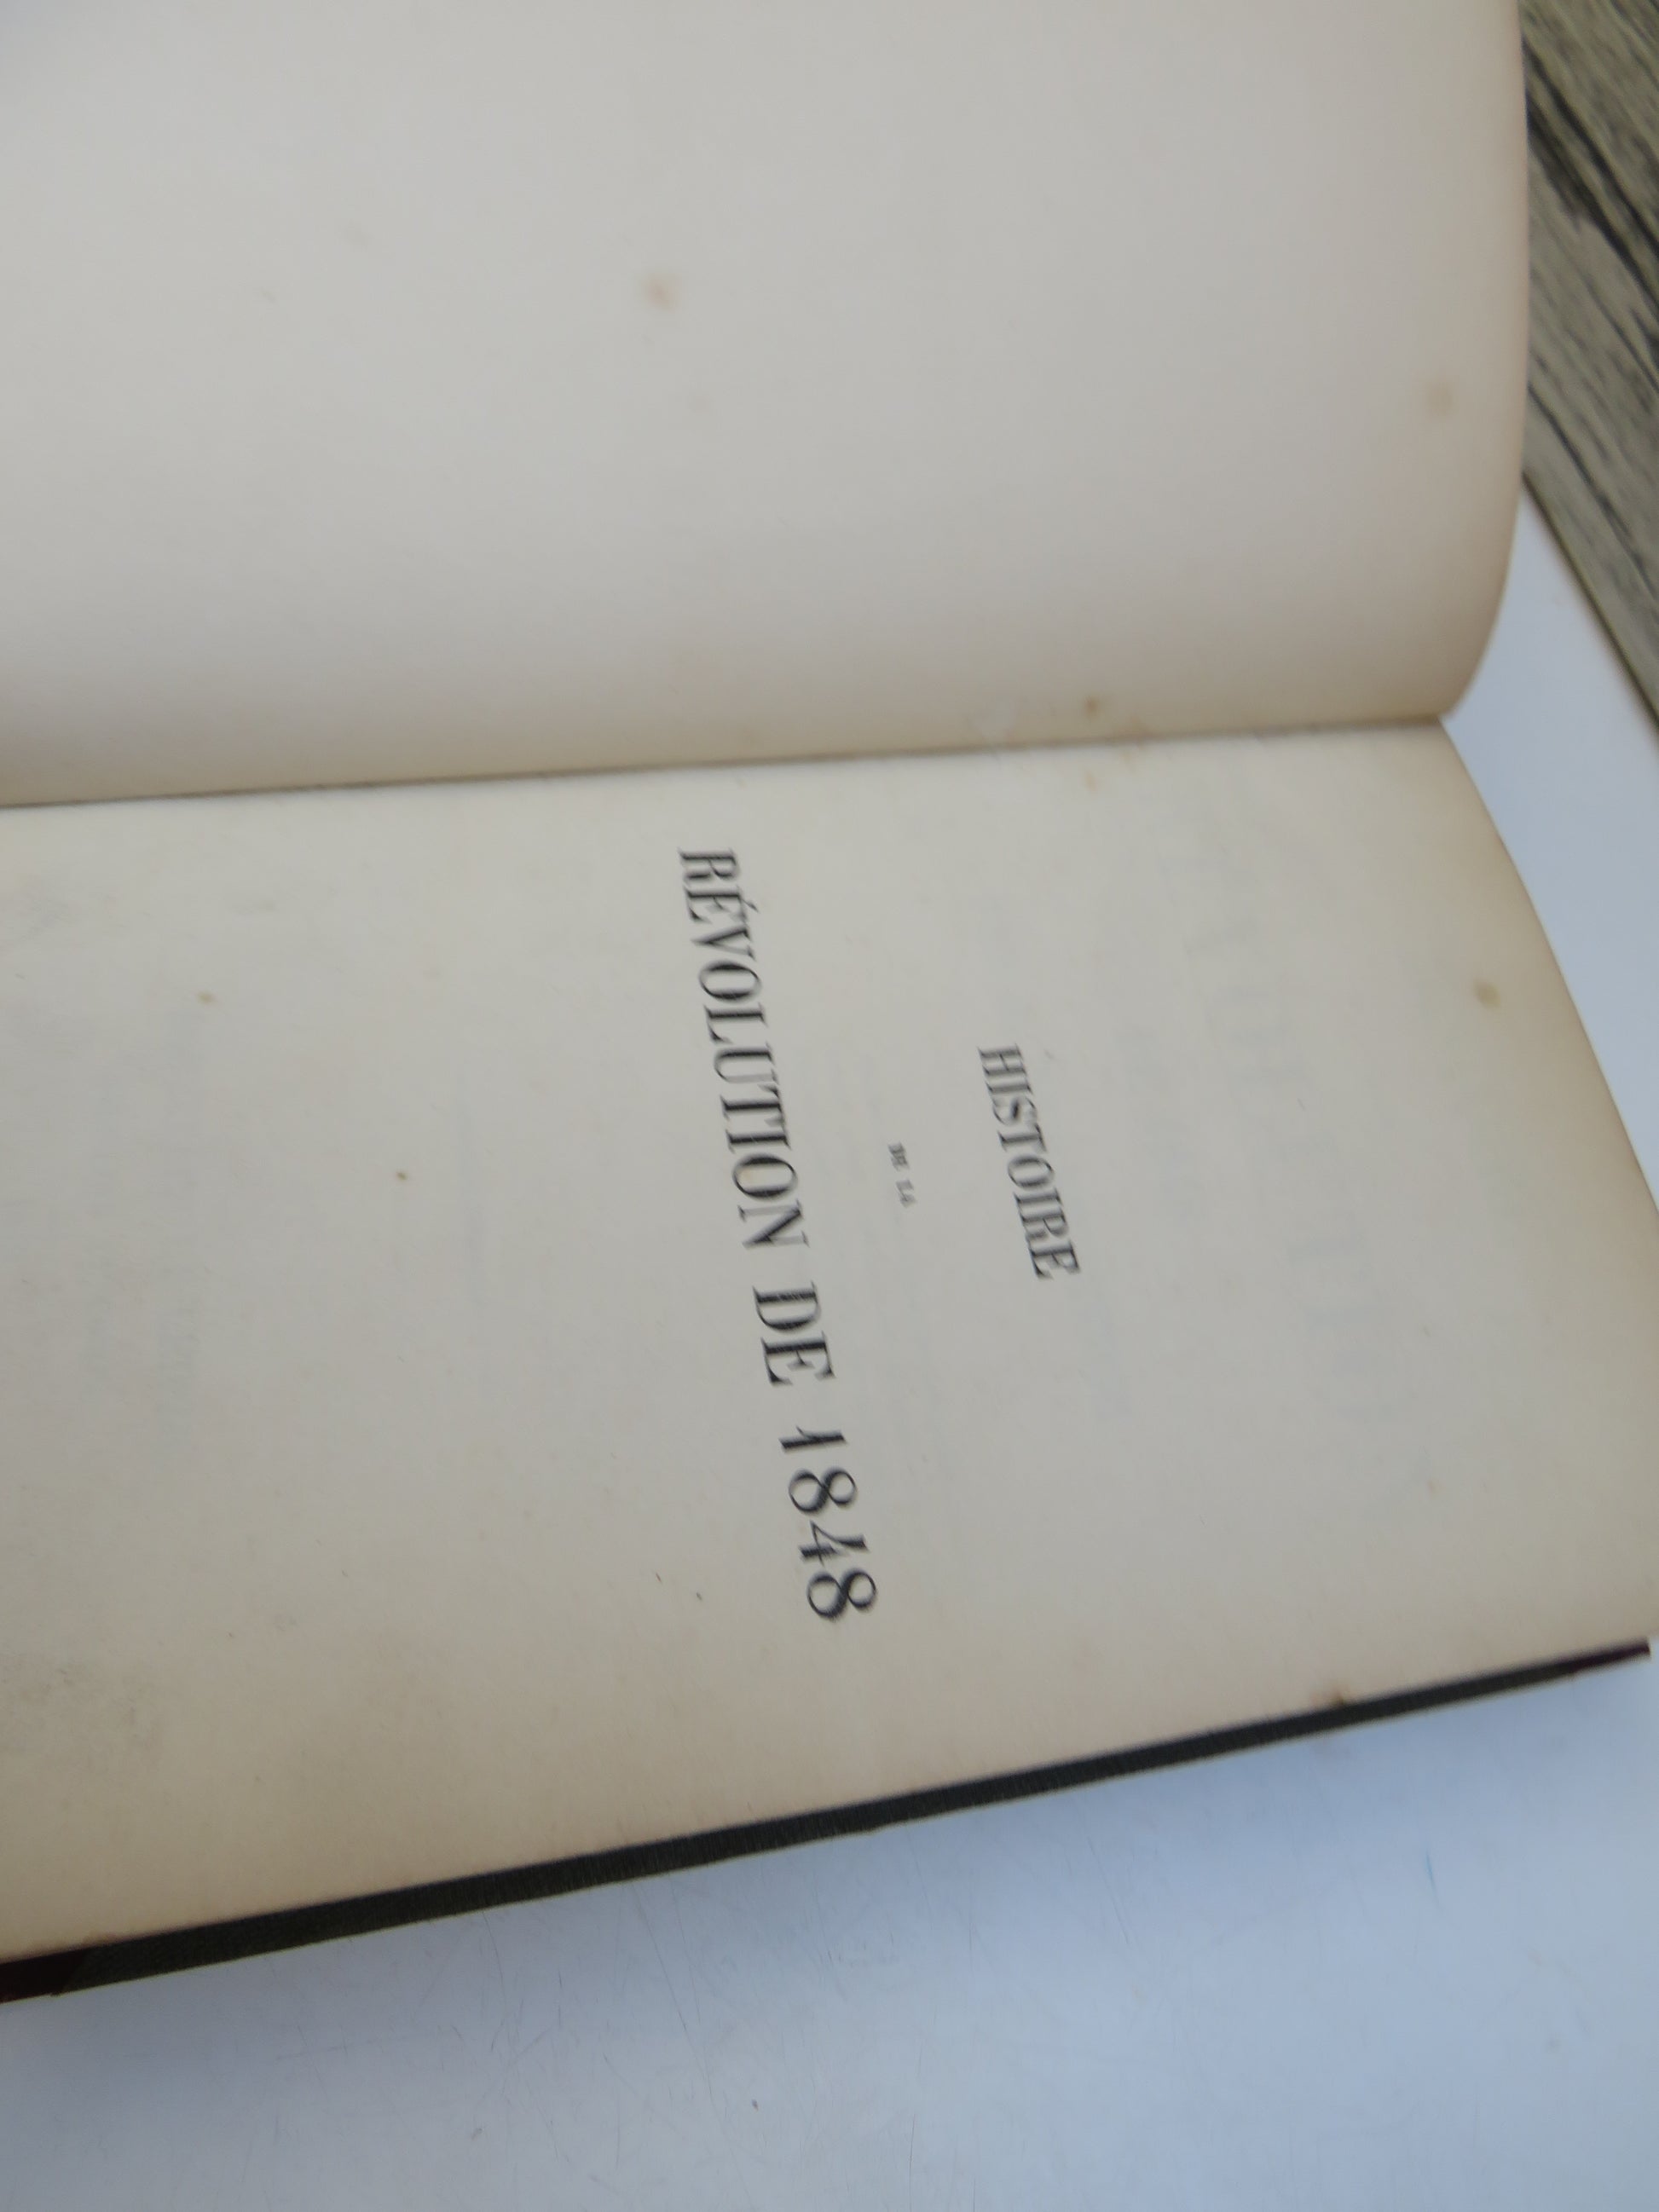 HISTOIRE
DE LA
RÉVOLUTION DE 1848